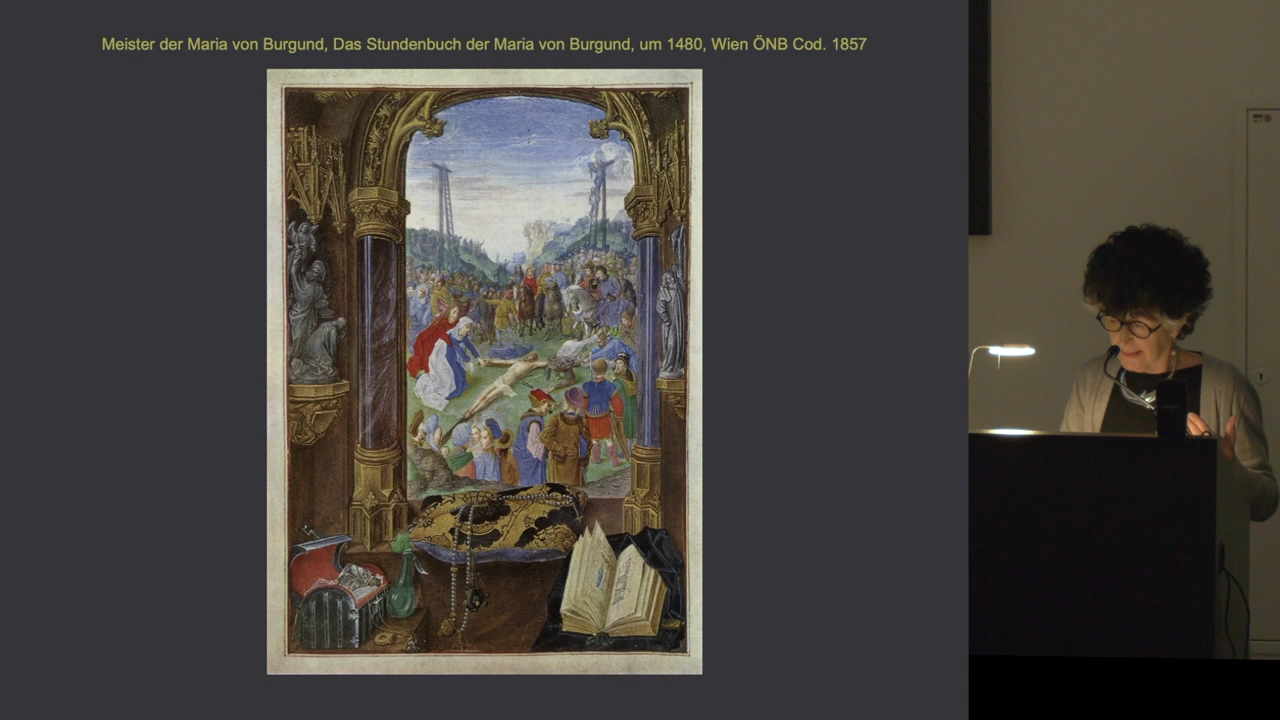 Meister der Maria von Burgund, Das Stundenbuch der Maria von Burgund, um 1480, Wien ÖNB Cod. 1857